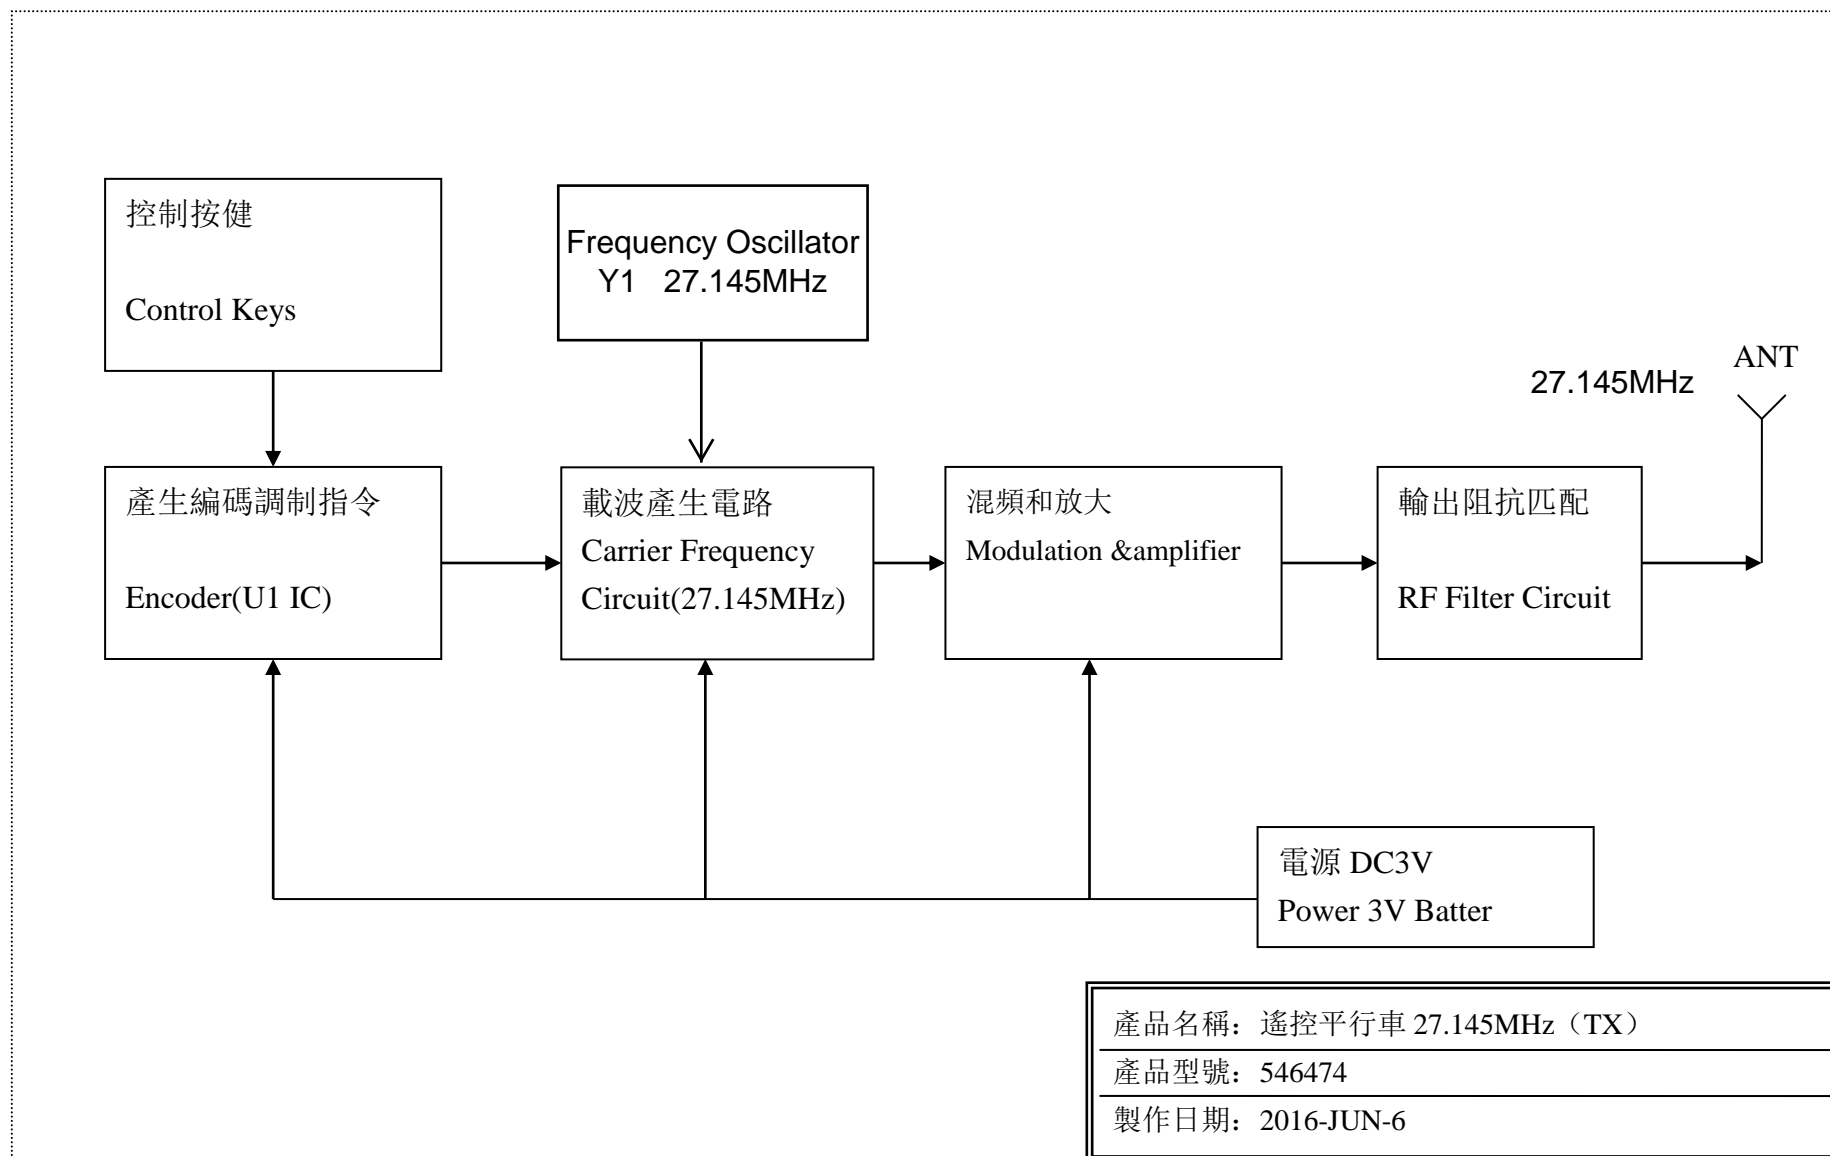 控制按健
Control Keys
Frequency Oscillator
Y1 27.145MHz
ANT
27.145MHz
產生編碼調制指令
Encoder(U1 IC)
載波產生電路
Carrier Frequency
Circuit(27.145MHz)
混頻和放大
Modulation &amplifier
輸出阻抗匹配
RF Filter Circuit
電源 DC3V
Power 3V Batter
產品名稱：遙控平行車 27.145MHz（TX）
產品型號：546474
製作日期：2016-JUN-6